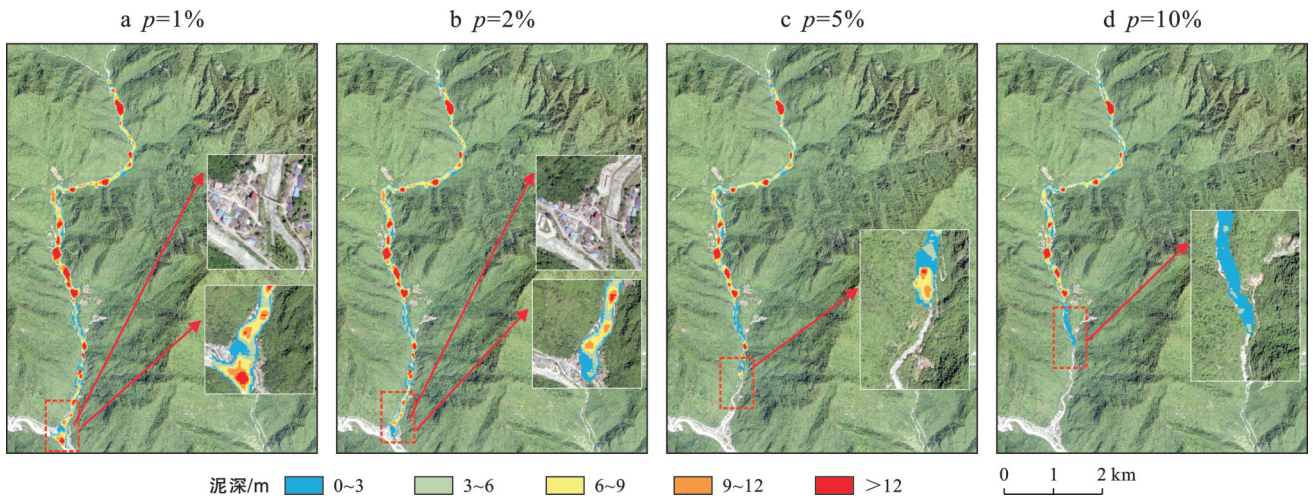 a p=1%
b p=2%
c p=5%
d p=10%
泥深/m 0~3 3~6 6~9 9~12 >12
0 1 2 km